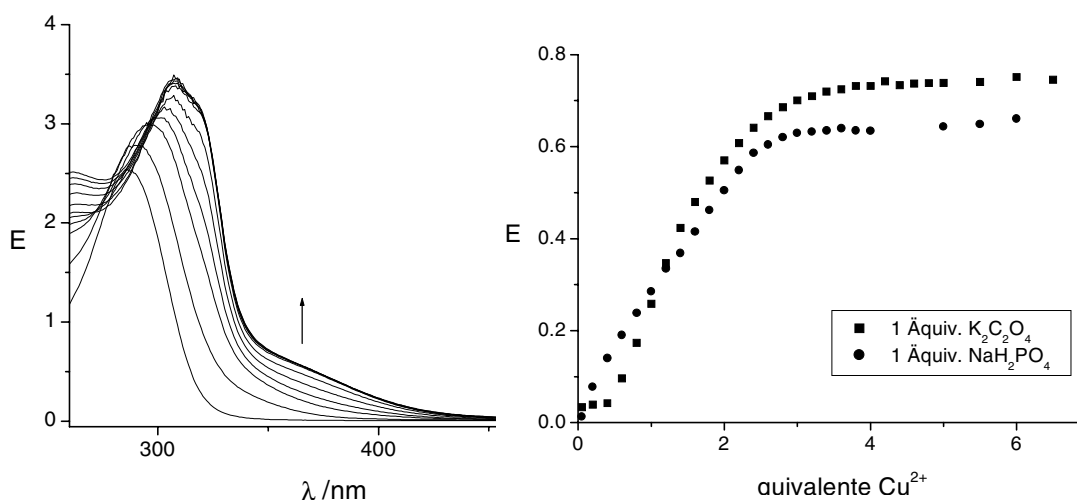 4
3
2
1
0
E
300
400
λ /nm
0.8
0.6
0.4
0.2
0.0
E
0
2
4
6
quivalente Cu²⁺
1 Äquiv. K₂C₂O₄
1 Äquiv. NaH₂PO₄